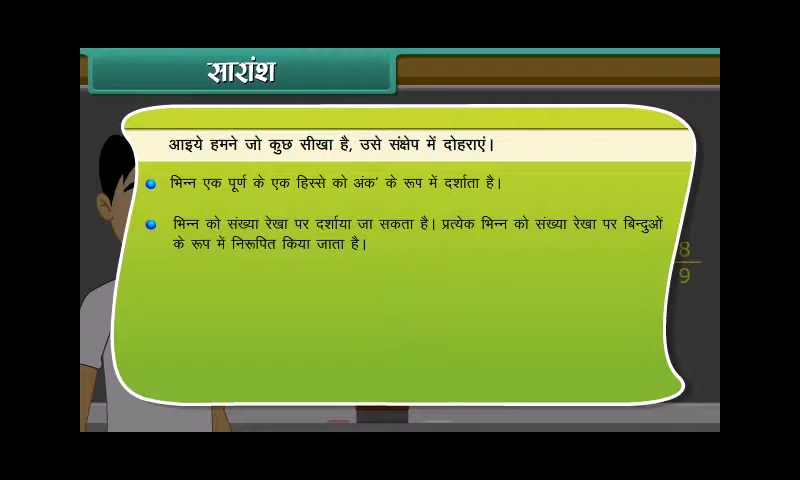 सारांश
आइये हमने जो कुछ सीखा है, उसे संक्षेप में दोहराएं।
भिन्न एक पूर्ण के एक हिस्से को अंक’ के रूप में दर्शाता है।
भिन्न को संख्या रेखा पर दर्शाया जा सकता है। प्रत्येक भिन्न को संख्या रेखा पर बिन्दुओं
के रूप में निरूपित किया जाता है।
8
9